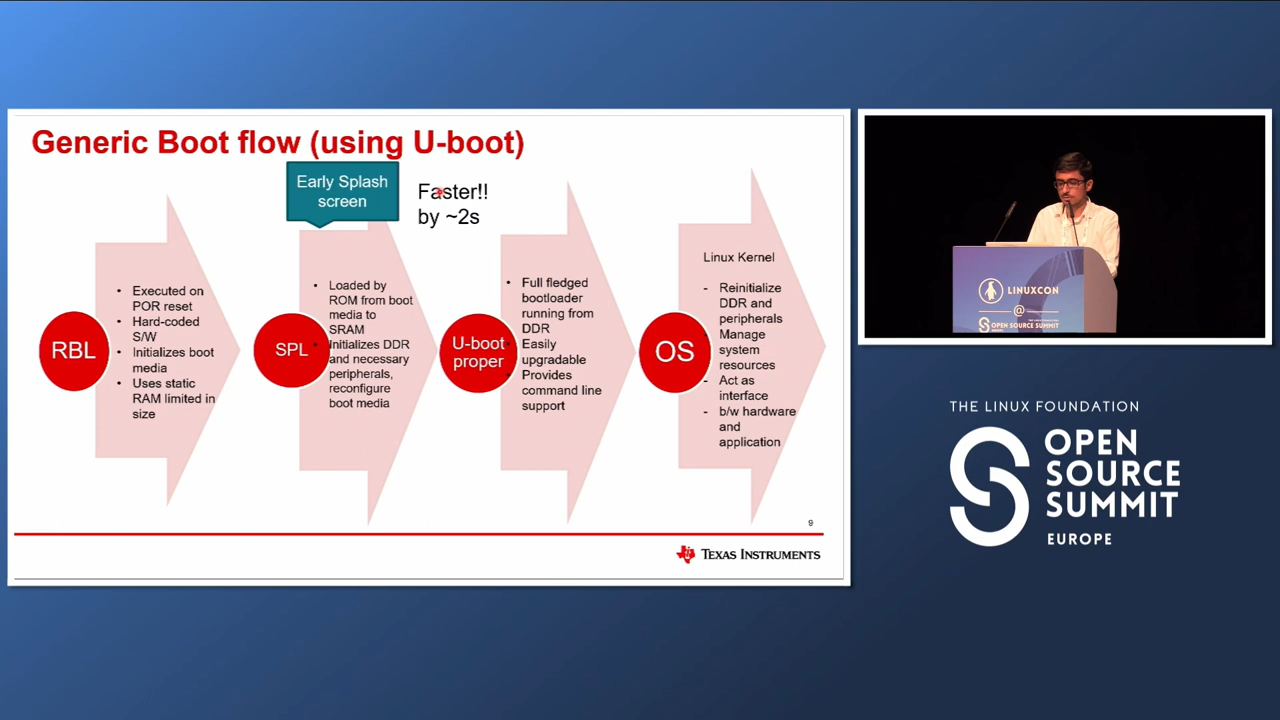 Generic Boot flow (using U-boot)
Early Splash
screen
Faster!!
by ~2s
RBL
• Executed on
POR reset
• Hard-coded
S/W
• Initializes boot
media
• Uses static
RAM limited in
size
SPL
• Loaded by
ROM from boot
media to
SRAM
• Initializes DDR
and necessary
peripherals,
reconfigure
boot media
U-boot
proper
• Full fledged
bootloader
running from
DDR
• Easily
upgradable
• Provides
command line
support
OS
Linux Kernel
- Reinitialize
DDR and
peripherals
- Manage
system
resources
- Act as
interface
- b/w hardware
and
application
9
TEXAS INSTRUMENTS
LINUXCON
@
OPEN SOURCE SUMMIT
THE LINUX FOUNDATION
OPEN
SOURCE
SUMMIT
EUROPE